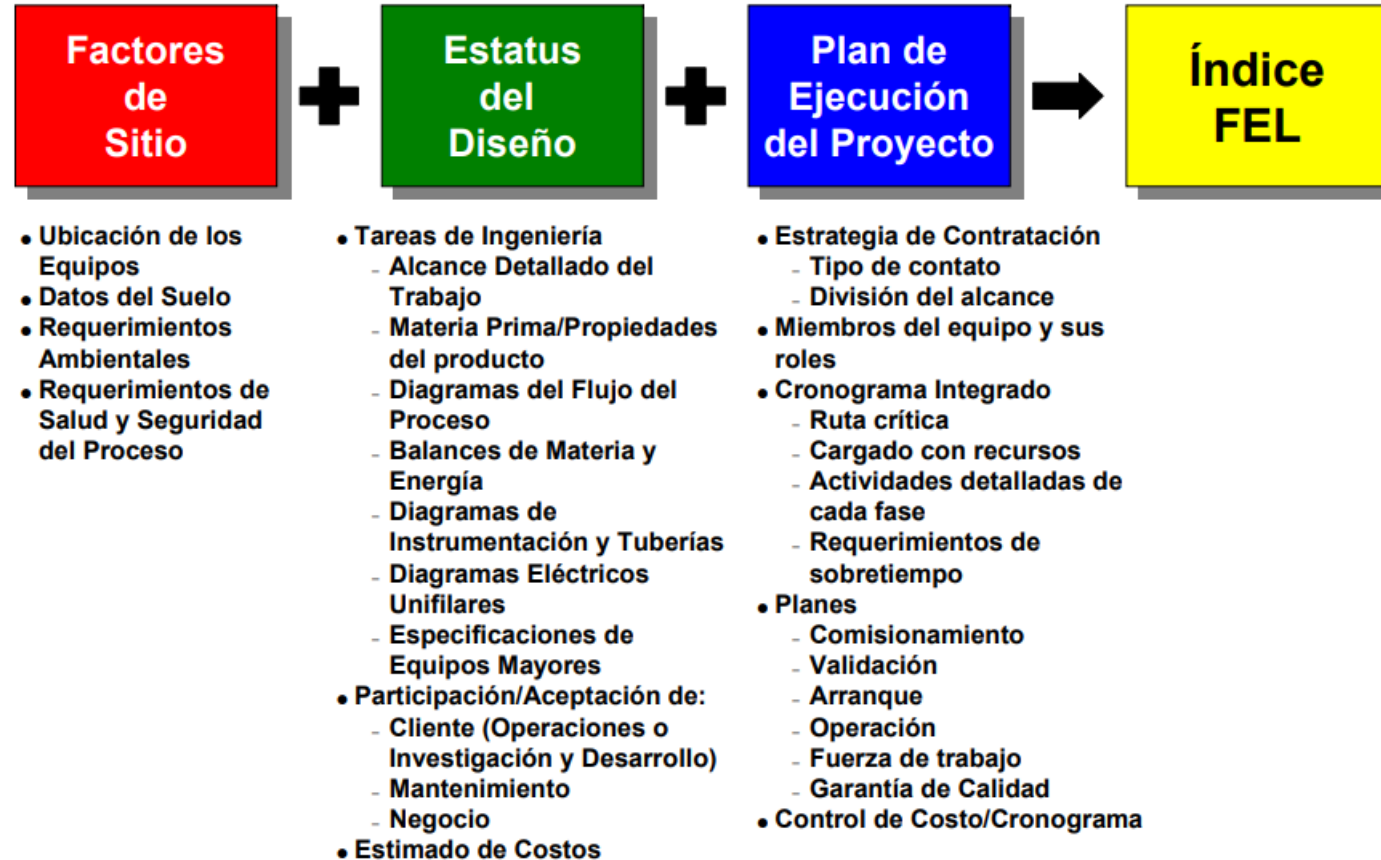 Factores
de
Sitio
Estatus
del
Diseño
Plan de
Ejecución
del Proyecto
Índice
FEL
• Ubicación de los
Equipos
• Datos del Suelo
• Requerimientos
Ambientales
• Requerimientos de
Salud y Seguridad
del Proceso
• Tareas de Ingeniería
- Alcance Detallado del
Trabajo
- Materia Prima/Propiedades
del producto
- Diagramas del Flujo del
Proceso
- Balances de Materia y
Energía
- Diagramas de
Instrumentación y Tuberías
- Diagramas Eléctricos
Unifilares
- Especificaciones de
Equipos Mayores
• Participación/Aceptación de:
- Cliente (Operaciones o
Investigación y Desarrollo)
- Mantenimiento
- Negocio
• Estimado de Costos
• Estrategia de Contratación
- Tipo de contato
- División del alcance
• Miembros del equipo y sus
roles
• Cronograma Integrado
- Ruta crítica
- Cargado con recursos
- Actividades detalladas de
cada fase
- Requerimientos de
sobretiempo
• Planes
- Comisionamiento
- Validación
- Arranque
- Operación
- Fuerza de trabajo
- Garantía de Calidad
• Control de Costo/Cronograma